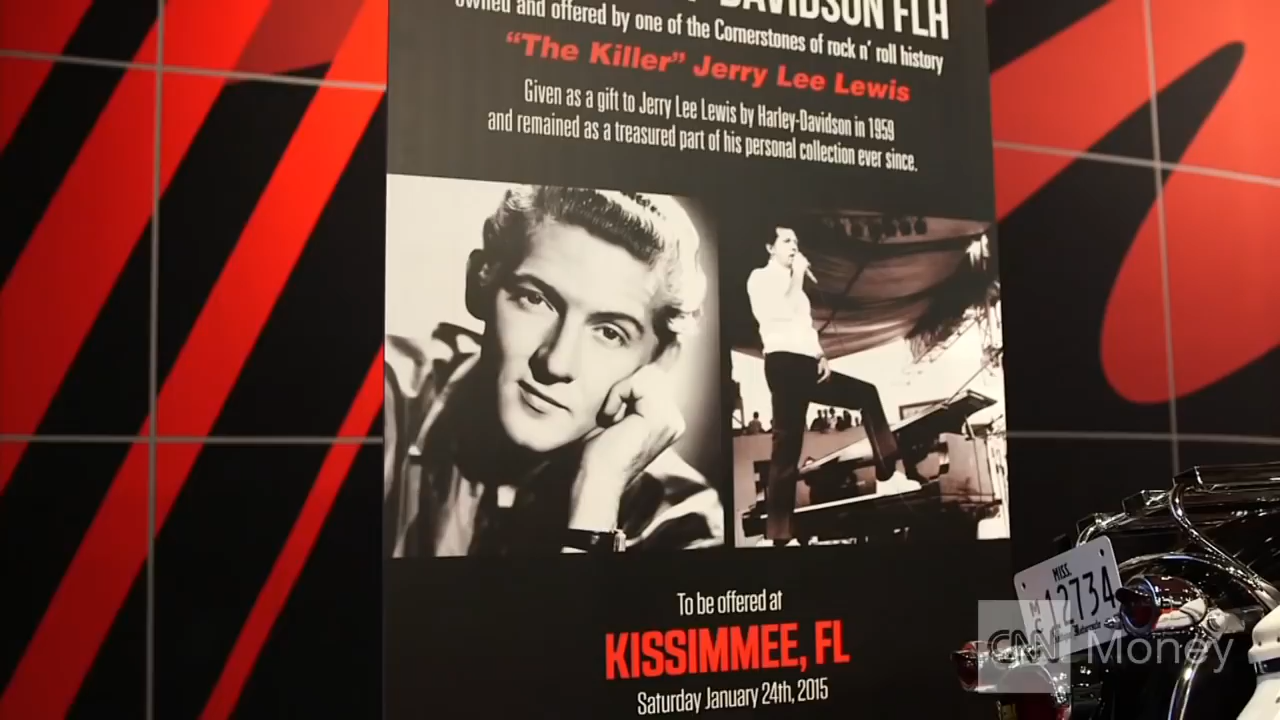 DAVIDSON FLH
owned and offered by one of the Cornerstones of rock n' roll history
"The Killer" Jerry Lee Lewis
Given as a gift to Jerry Lee Lewis by Harley-Davidson in 1959
and remained as a treasured part of his personal collection ever since.
To be offered at
KISSIMMEE, FL
Saturday January 24th, 2015
MISS.
12734
CNN Money